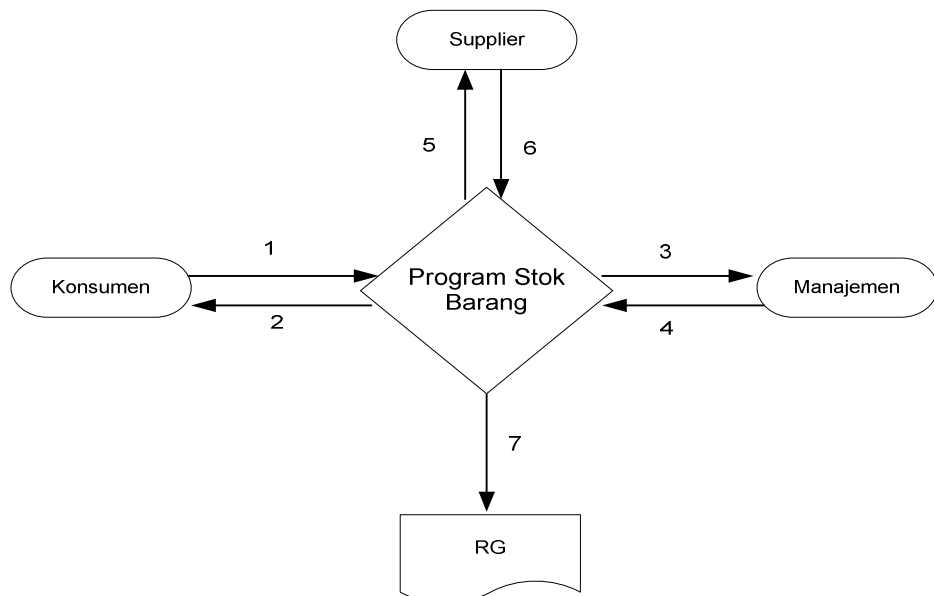 Supplier
5
6
1
3
Konsumen
Program Stok
Barang
Manajemen
2
4
7
RG